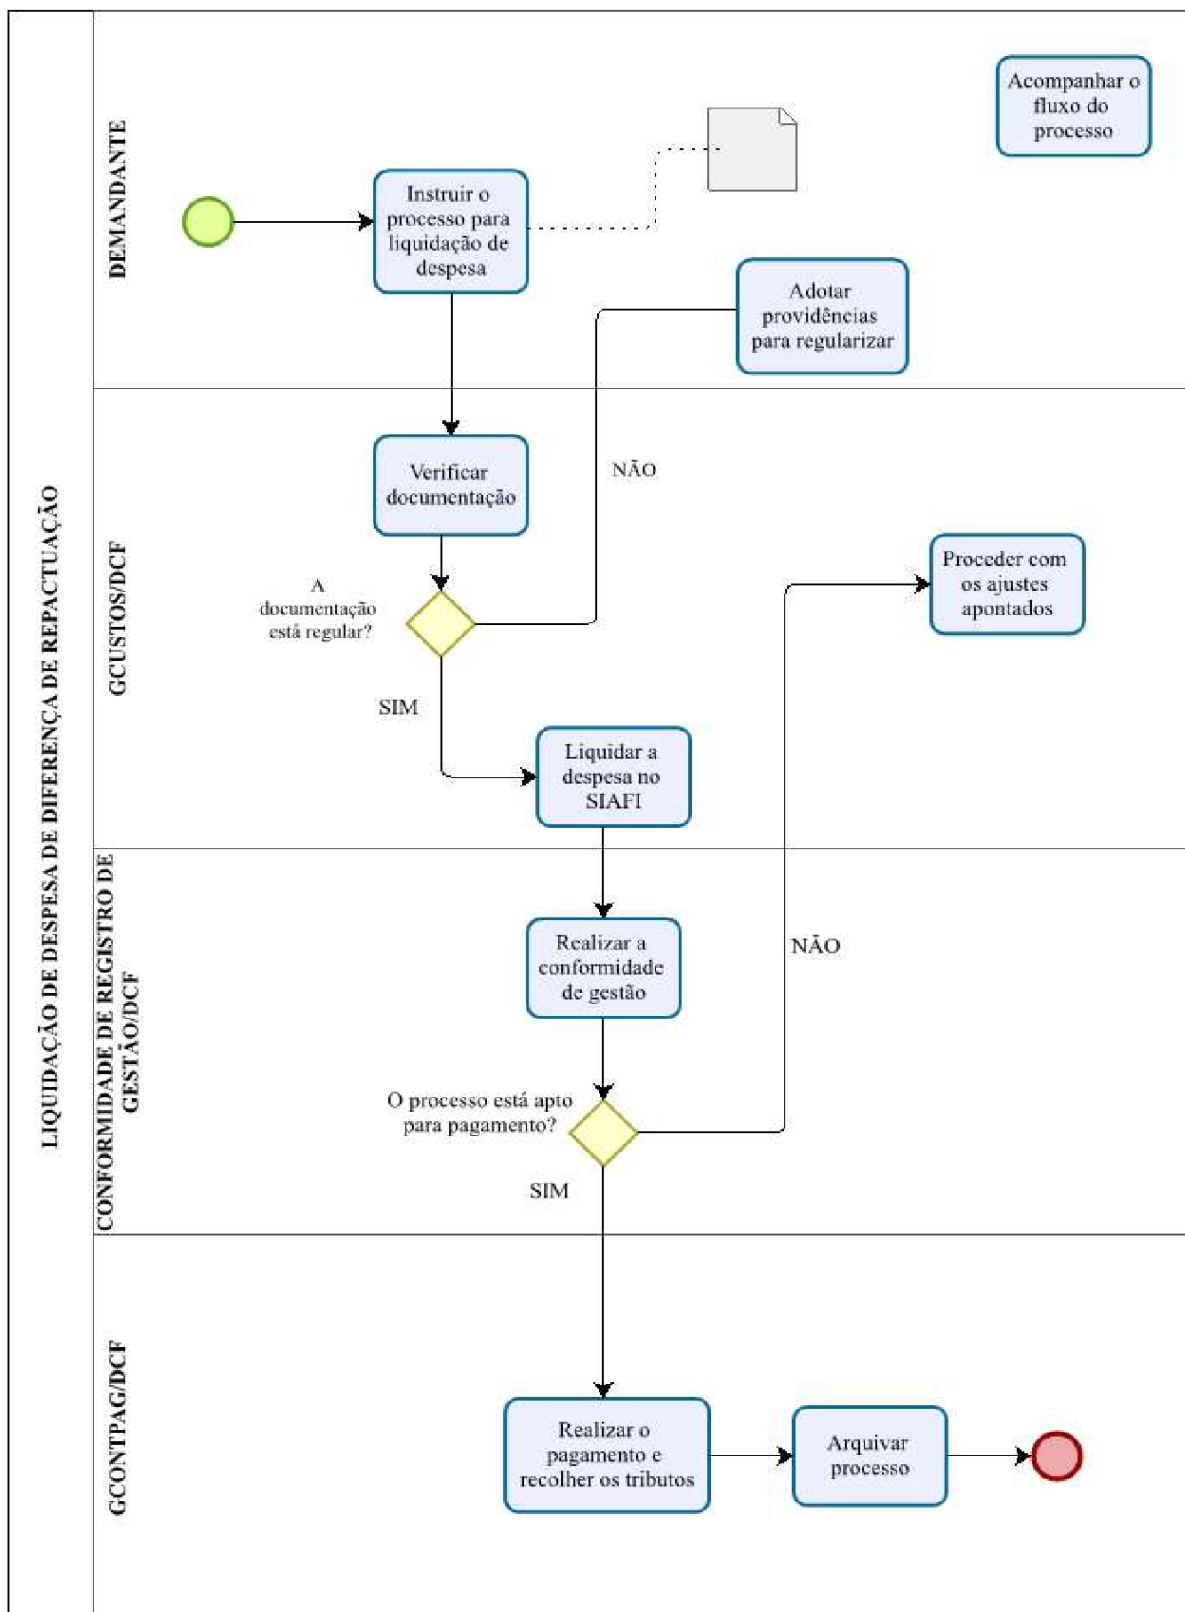 LIQUIDAÇÃO DE DESPESA DE DIFERENÇA DE REPACTUAÇÃO
DEMANDANTE
Acompanhar o
fluxo do
processo
Instruir o
processo para
liquidação de
despesa
Adotar
providências
para regularizar
GCUSTOS/DCF
Verificar
documentação
NÃO
A
documentação
está regular?
Proceder com
os ajustes
apontados
SIM
Liquidar a
despesa no
SIAFI
CONFORMIDADE DE REGISTRO DE
GESTÃO/DCF
Realizar a
conformidade
de gestão
NÃO
O processo está apto
para pagamento?
SIM
GCONTPAG/DCF
Realizar o
pagamento e
recolher os tributos
Arquivar
processo